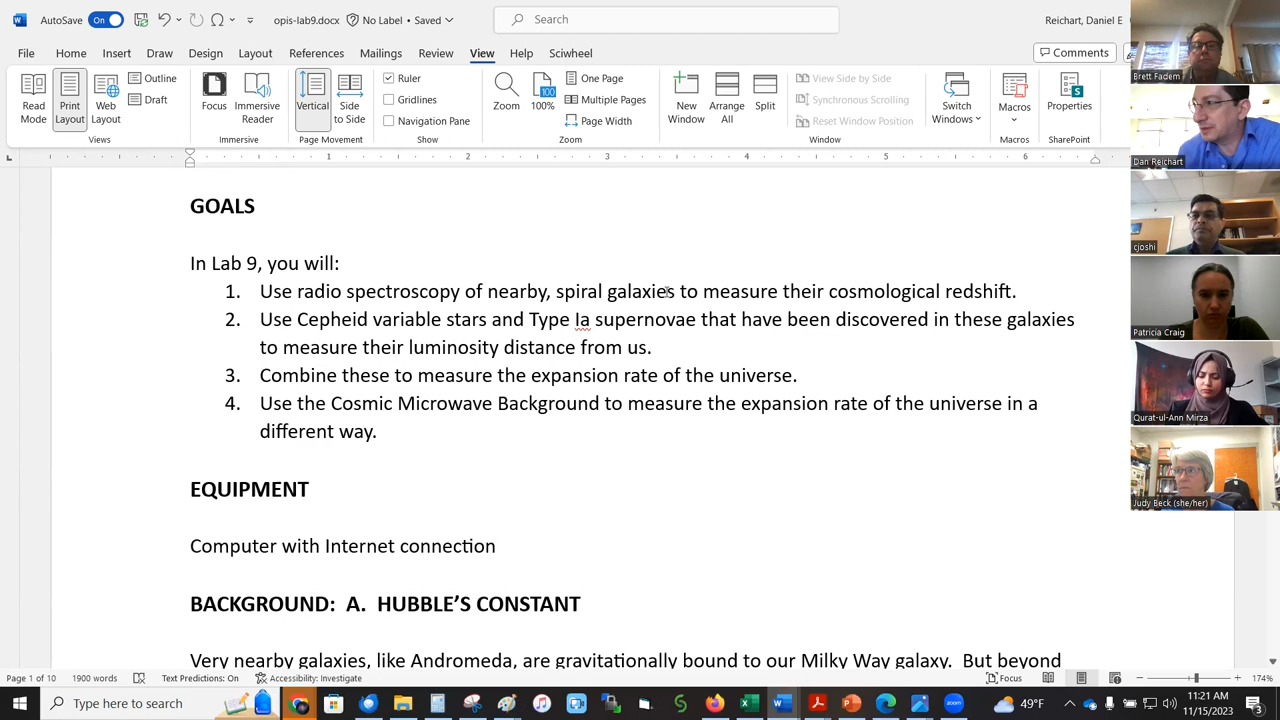 AutoSave On opis-lab9.docx No Label • Saved Search Reichart, Daniel E
File Home Insert Draw Design Layout References Mailings Review View Help Sciwheel Comments
Read Mode
Print Layout
Web Layout
Outline
Draft
Views
Focus
Immersive Reader
Immersive
Vertical
Side to Side
Page Movement
Ruler
Gridlines
Navigation Pane
Show
Zoom
100
100%
One Page
Multiple Pages
Page Width
Zoom
New Window
Arrange All
Split
View Side by Side
Synchronous Scrolling
Reset Window Position
Switch Windows
Window
Macros
Macros
Properties
SharePoint
1 2 3 4 5 6
GOALS
In Lab 9, you will:
1. Use radio spectroscopy of nearby, spiral galaxies to measure their cosmological redshift.
2. Use Cepheid variable stars and Type Ia supernovae that have been discovered in these galaxies
to measure their luminosity distance from us.
3. Combine these to measure the expansion rate of the universe.
4. Use the Cosmic Microwave Background to measure the expansion rate of the universe in a
different way.
EQUIPMENT
Computer with Internet connection
BACKGROUND: A. HUBBLE’S CONSTANT
Very nearby galaxies, like Andromeda, are gravitationally bound to our Milky Way galaxy. But beyond
Brett Fadem
Dan Reichart
cjoshi
Patricia Craig
Qurat-ul-Ann Mirza
Judy Beck (she/her)
Page 1 of 10 1900 words Text Predictions: On Accessibility: Investigate Focus 174%
Type here to search
zoom
49°F
11:21 AM
11/15/2023
3